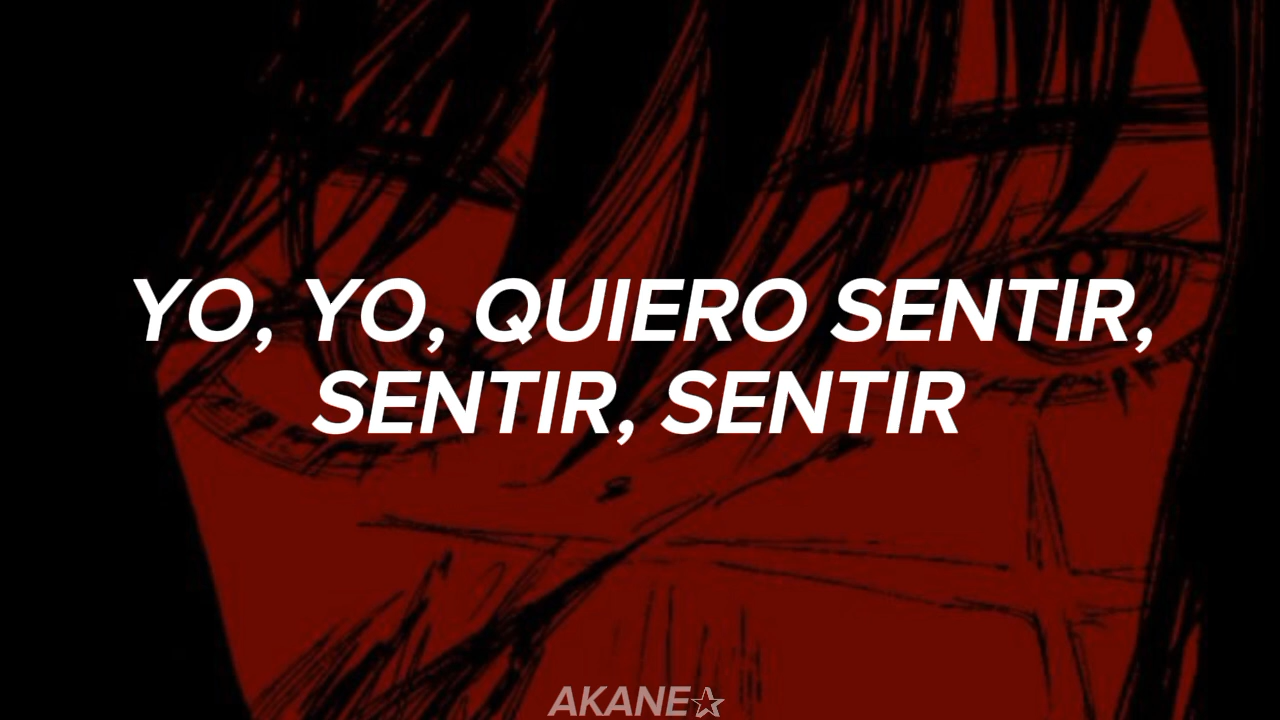 YO, YO, QUIERO SENTIR,
SENTIR, SENTIR
AKANE☆